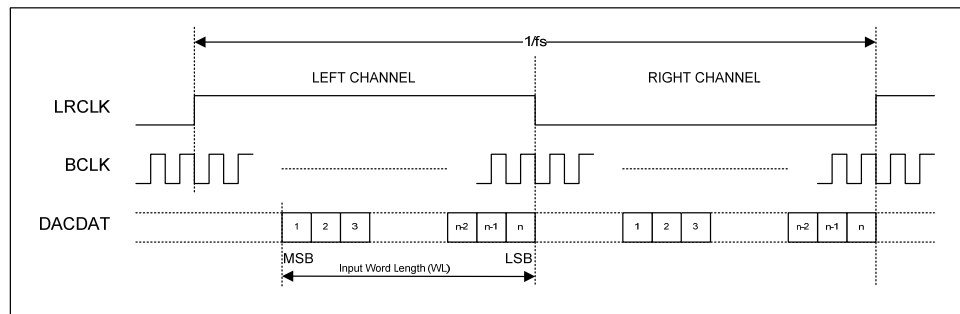 1/fs
LEFT CHANNEL RIGHT CHANNEL
LRCLK
BCLK
DACDAT
1 2 3 n-2 n-1 n 1 2 3 n-2 n-1 n
MSB LSB
Input Word Length (WL)